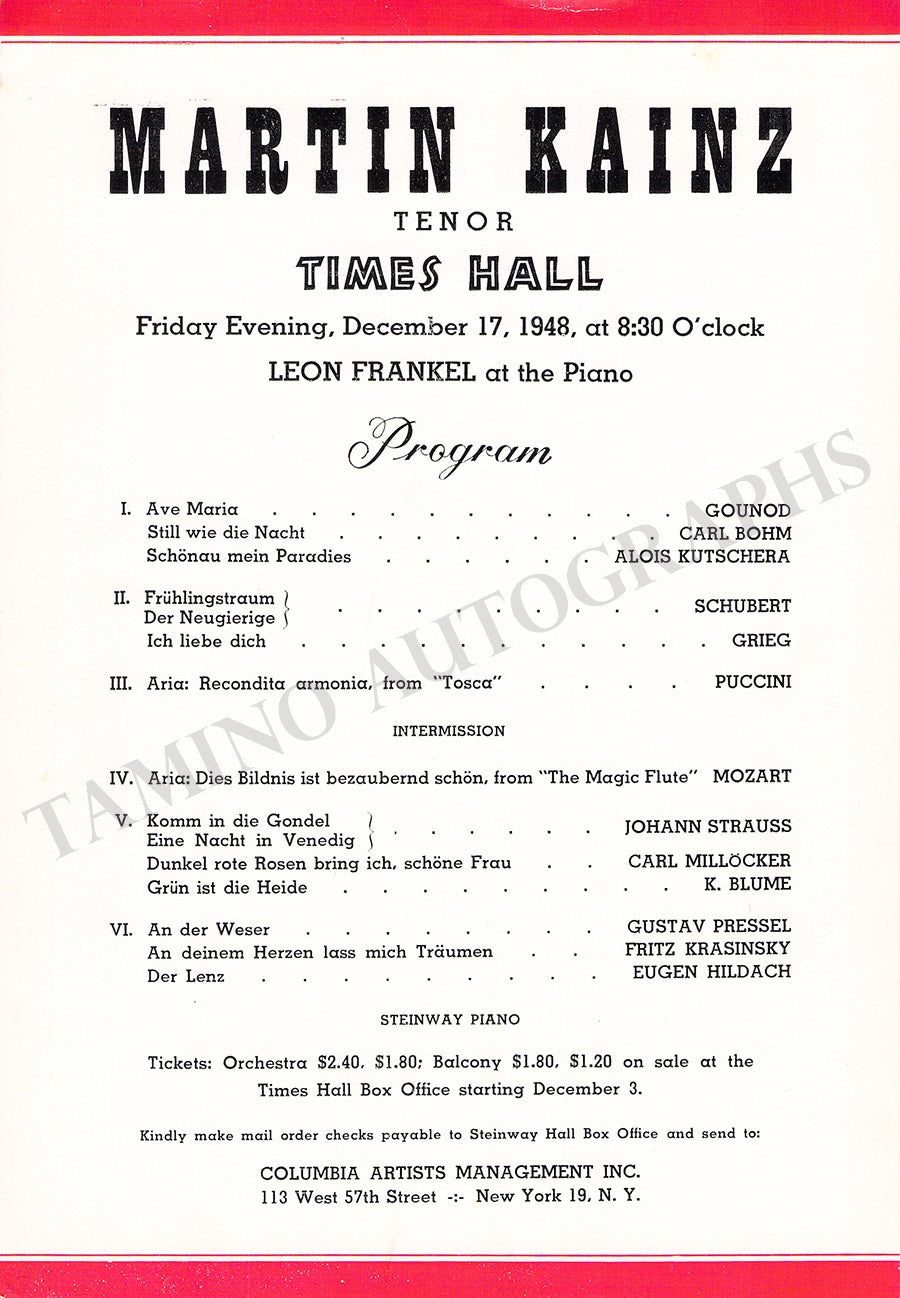 MARTIN KAINZ
TENOR
TIMES HALL
Friday Evening, December 17, 1948, at 8:30 O'clock
LEON FRANKEL at the Piano
Program
I. Ave Maria . . . . . . . . . . . . GOUNOD
Still wie die Nacht . . . . . . . . . CARL BOHM
Schönau mein Paradies . . . . . . ALOIS KUTSCHERA
II. Frühlingstraum
Der Neugierige } . . . . . . . . . . SCHUBERT
Ich liebe dich . . . . . . . . . . . GRIEG
III. Aria: Recondita armonia, from "Tosca" . . . . PUCCINI
INTERMISSION
IV. Aria: Dies Bildnis ist bezaubernd schön, from "The Magic Flute" MOZART
V. Komm in die Gondel
Eine Nacht in Venedig } . . . . . . JOHANN STRAUSS
Dunkel rote Rosen bring ich, schöne Frau . . CARL MILLÖCKER
Grün ist die Heide . . . . . . . . . K. BLUME
VI. An der Weser . . . . . . . . GUSTAV PRESSEL
An deinem Herzen lass mich Träumen . . FRITZ KRASINSKY
Der Lenz . . . . . . . . . EUGEN HILDACH
STEINWAY PIANO
Tickets: Orchestra $2.40, $1.80; Balcony $1.80, $1.20 on sale at the
Times Hall Box Office starting December 3.
Kindly make mail order checks payable to Steinway Hall Box Office and send to:
COLUMBIA ARTISTS MANAGEMENT INC.
113 West 57th Street -:- New York 19, N. Y.
TAMINO AUTOGRAPHS